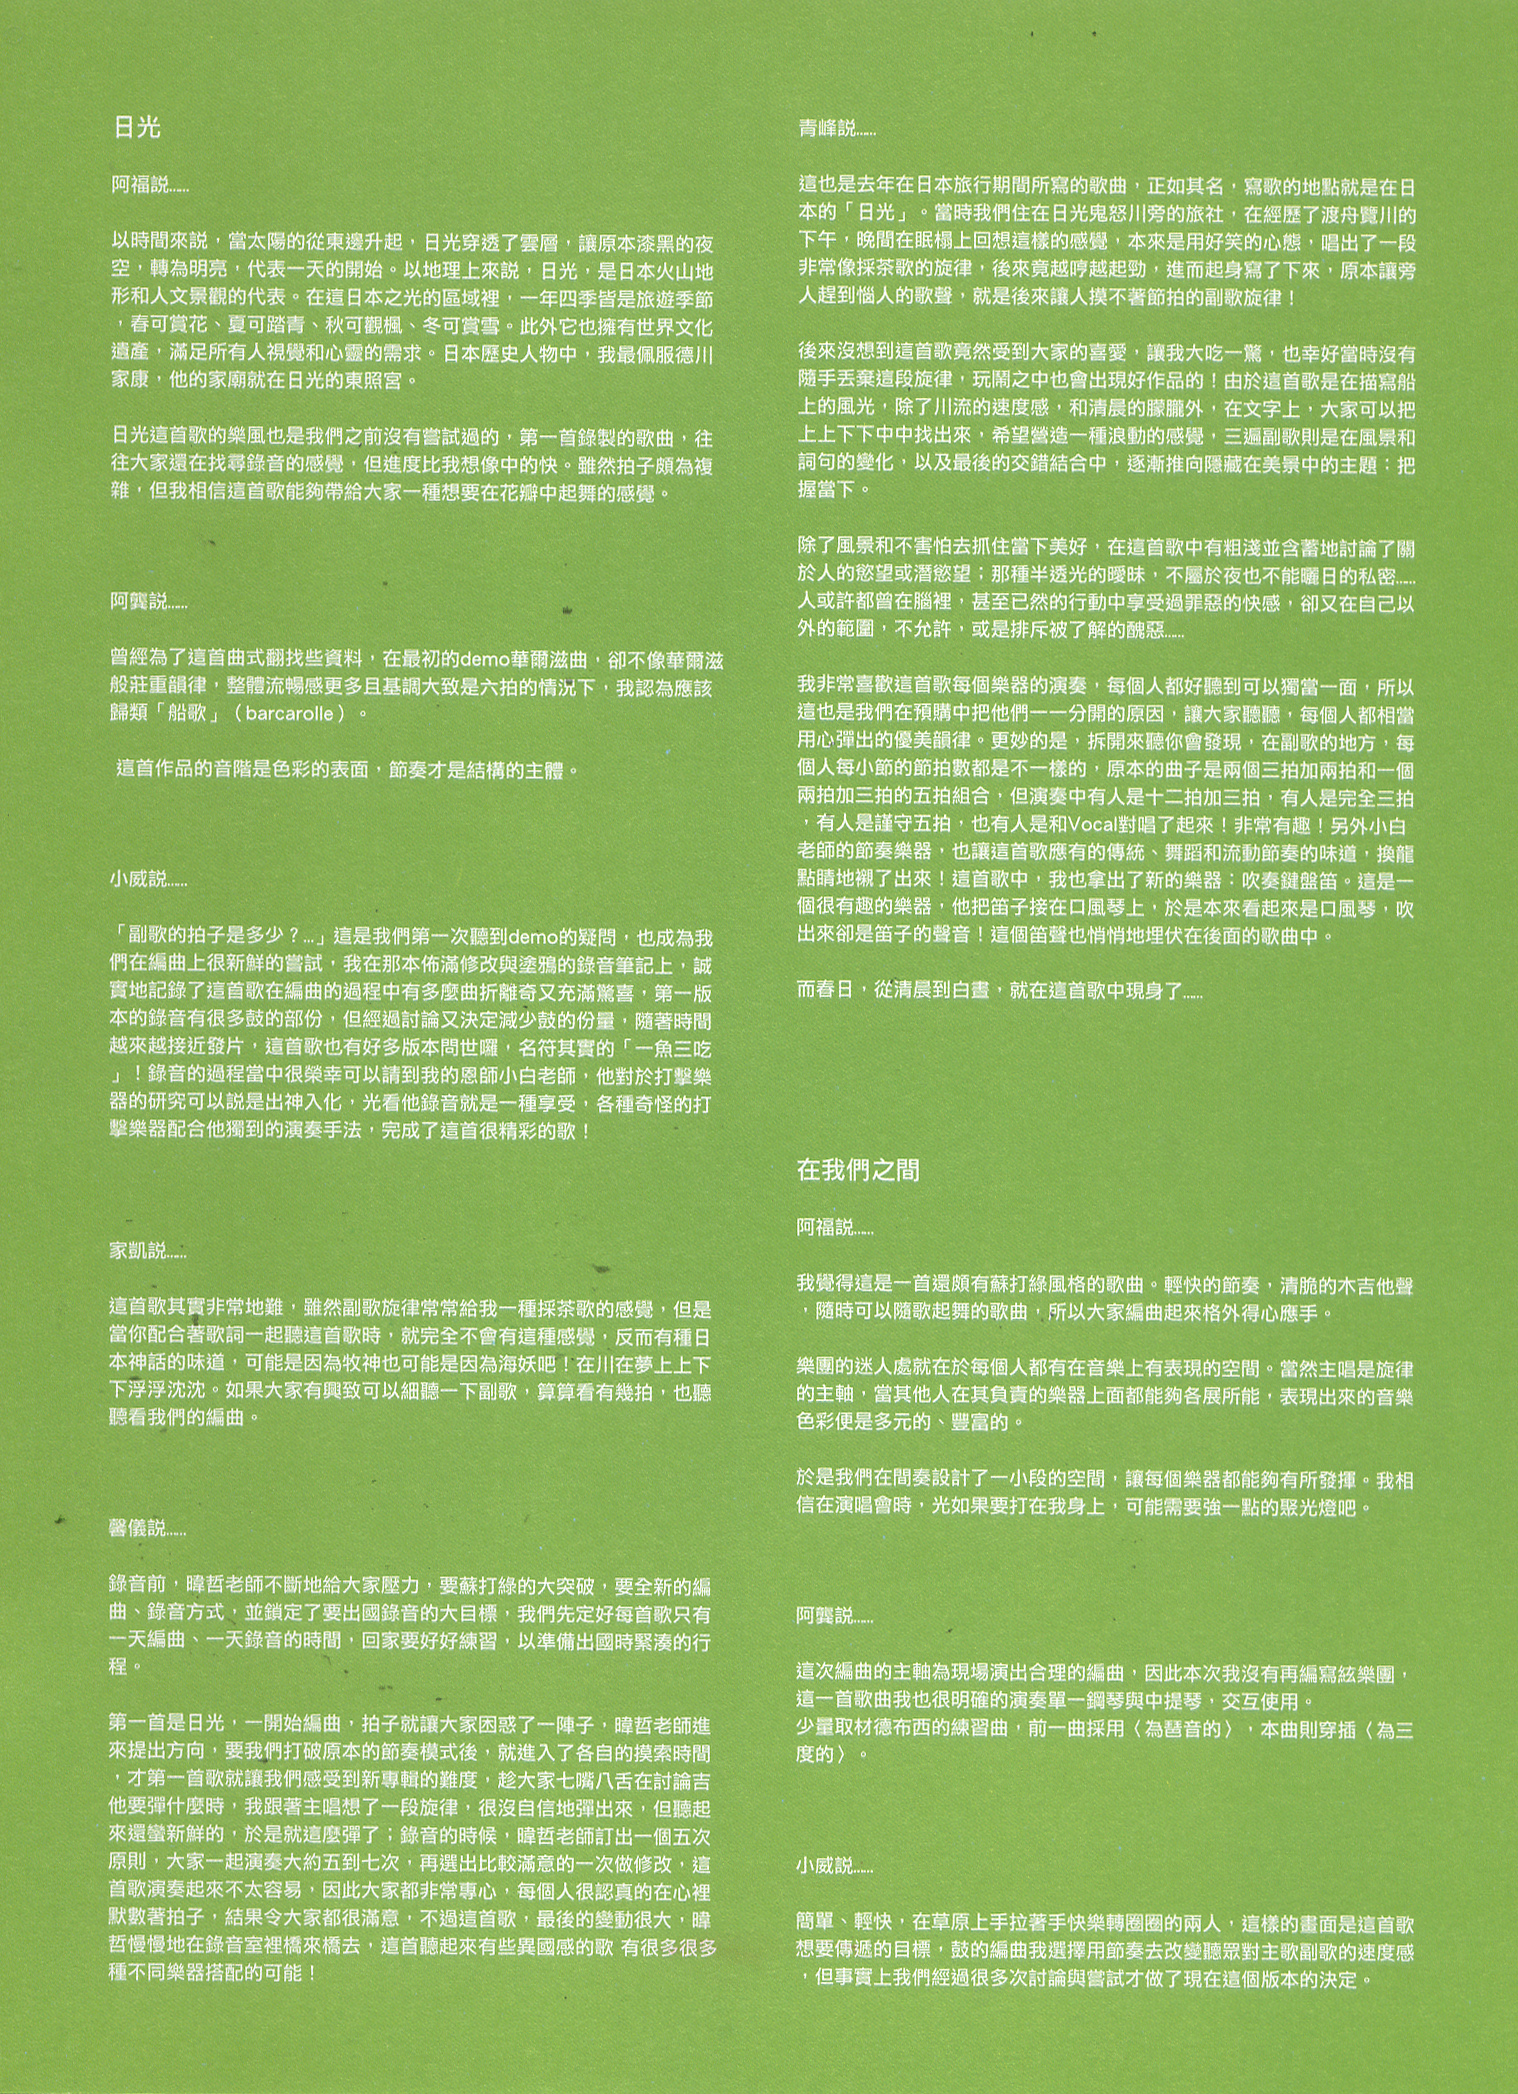 日光
阿福説……
以時間來説，當太陽的從東邊升起，日光穿透了雲層，讓原本漆黑的夜
空，轉為明亮，代表一天的開始。以地理上來説，日光，是日本火山地
形和人文景觀的代表。在這日本之光的區域裡，一年四季皆是旅遊季節
，春可賞花、夏可踏青、秋可觀楓、冬可賞雪。此外它也擁有世界文化
遺產，滿足所有人視覺和心靈的需求。日本歷史人物中，我最佩服德川
家康，他的家廟就在日光的東照宮。
日光這首歌的樂風也是我們之前沒有嘗試過的，第一首錄製的歌曲，往
往大家還在找尋錄音的感覺，但進度比我想像中的快。雖然拍子頗為複
雜，但我相信這首歌能夠帶給大家一種想要在花瓣中起舞的感覺。
阿龔説……
曾經為了這首曲式翻找些資料，在最初的demo華爾滋曲，卻不像華爾滋
般莊重韻律，整體流暢感更多且基調大致是六拍的情況下，我認為應該
歸類「船歌」（barcarolle）。
這首作品的音階是色彩的表面，節奏才是結構的主體。
小威説……
「副歌的拍子是多少？…」這是我們第一次聽到demo的疑問，也成為我
們在編曲上很新鮮的嘗試，我在那本佈滿修改與塗鴉的錄音筆記上，誠
實地記錄了這首歌在編曲的過程中有多麼曲折離奇又充滿驚喜，第一版
本的錄音有很多鼓的部份，但經過討論又決定減少鼓的份量，隨著時間
越來越接近發片，這首歌也有好多版本問世囉，名符其實的「一魚三吃
」！錄音的過程當中很榮幸可以請到我的恩師小白老師，他對於打擊樂
器的研究可以説是出神入化，光看他錄音就是一種享受，各種奇怪的打
擊樂器配合他獨到的演奏手法，完成了這首很精彩的歌！
家凱説……
這首歌其實非常地難，雖然副歌旋律常常給我一種採茶歌的感覺，但是
當你配合著歌詞一起聽這首歌時，就完全不會有這種感覺，反而有種日
本神話的味道，可能是因為牧神也可能是因為海妖吧！在川在夢上上下
下浮浮沈沈。如果大家有興致可以細聽一下副歌，算算看有幾拍，也聽
聽看我們的編曲。
馨儀説……
錄音前，暐哲老師不斷地給大家壓力，要蘇打綠的大突破，要全新的編
曲、錄音方式，並鎖定了要出國錄音的大目標，我們先定好每首歌只有
一天編曲、一天錄音的時間，回家要好好練習，以準備出國時緊湊的行
程。
第一首是日光，一開始編曲，拍子就讓大家困惑了一陣子，暐哲老師進
來提出方向，要我們打破原本的節奏模式後，就進入了各自的摸索時間
，才第一首歌就讓我們感受到新專輯的難度，趁大家七嘴八舌在討論吉
他要彈什麼時，我跟著主唱想了一段旋律，很沒自信地彈出來，但聽起
來還蠻新鮮的，於是就這麼彈了；錄音的時候，暐哲老師訂出一個五次
原則，大家一起演奏大約五到七次，再選出比較滿意的一次做修改，這
首歌演奏起來不太容易，因此大家都非常專心，每個人很認真的在心裡
默數著拍子，結果令大家都很滿意，不過這首歌，最後的變動很大，暐
哲慢慢地在錄音室裡橋來橋去，這首聽起來有些異國感的歌 有很多很多
種不同樂器搭配的可能！
青峰説……
這也是去年在日本旅行期間所寫的歌曲，正如其名，寫歌的地點就是在日
本的「日光」。當時我們住在日光鬼怒川旁的旅社，在經歷了渡舟覽川的
下午，晚間在眠榻上回想這樣的感覺，本來是用好笑的心態，唱出了一段
非常像採茶歌的旋律，後來竟越哼越起勁，進而起身寫了下來，原本讓旁
人趕到惱人的歌聲，就是後來讓人摸不著節拍的副歌旋律！
後來沒想到這首歌竟然受到大家的喜愛，讓我大吃一驚，也幸好當時沒有
隨手丟棄這段旋律，玩鬧之中也會出現好作品的！由於這首歌是在描寫船
上的風光，除了川流的速度感，和清晨的朦朧外，在文字上，大家可以把
上上下下中中找出來，希望營造一種浪動的感覺，三遍副歌則是在風景和
詞句的變化，以及最後的交錯結合中，逐漸推向隱藏在美景中的主題：把
握當下。
除了風景和不害怕去抓住當下美好，在這首歌中有粗淺並含蓄地討論了關
於人的慾望或潛慾望；那種半透光的曖昧，不屬於夜也不能曬日的私密……
人或許都曾在腦裡，甚至已然的行動中享受過罪惡的快感，卻又在自己以
外的範圍，不允許，或是排斥被了解的醜惡……
我非常喜歡這首歌每個樂器的演奏，每個人都好聽到可以獨當一面，所以
這也是我們在預購中把他們一一分開的原因，讓大家聽聽，每個人都相當
用心彈出的優美韻律。更妙的是，拆開來聽你會發現，在副歌的地方，每
個人每小節的節拍數都是不一樣的，原本的曲子是兩個三拍加兩拍和一個
兩拍加三拍的五拍組合，但演奏中有人是十二拍加三拍，有人是完全三拍
，有人是謹守五拍，也有人是和Vocal對唱了起來！非常有趣！另外小白
老師的節奏樂器，也讓這首歌應有的傳統、舞蹈和流動節奏的味道，換龍
點睛地襯了出來！這首歌中，我也拿出了新的樂器：吹奏鍵盤笛。這是一
個很有趣的樂器，他把笛子接在口風琴上，於是本來看起來是口風琴，吹
出來卻是笛子的聲音！這個笛聲也悄悄地埋伏在後面的歌曲中。
而春日，從清晨到白晝，就在這首歌中現身了……
在我們之間
阿福説……
我覺得這是一首還頗有蘇打綠風格的歌曲。輕快的節奏，清脆的木吉他聲
，隨時可以隨歌起舞的歌曲，所以大家編曲起來格外得心應手。
樂團的迷人處就在於每個人都有在音樂上有表現的空間。當然主唱是旋律
的主軸，當其他人在其負責的樂器上面都能夠各展所能，表現出來的音樂
色彩便是多元的、豐富的。
於是我們在間奏設計了一小段的空間，讓每個樂器都能夠有所發揮。我相
信在演唱會時，光如果要打在我身上，可能需要強一點的聚光燈吧。
阿龔説……
這次編曲的主軸為現場演出合理的編曲，因此本次我沒有再編寫絃樂團，
這一首歌曲我也很明確的演奏單一鋼琴與中提琴，交互使用。
少量取材德布西的練習曲，前一曲採用〈為琶音的〉，本曲則穿插〈為三
度的〉。
小威説……
簡單、輕快，在草原上手拉著手快樂轉圈圈的兩人，這樣的畫面是這首歌
想要傳遞的目標，鼓的編曲我選擇用節奏去改變聽眾對主歌副歌的速度感
，但事實上我們經過很多次討論與嘗試才做了現在這個版本的決定。